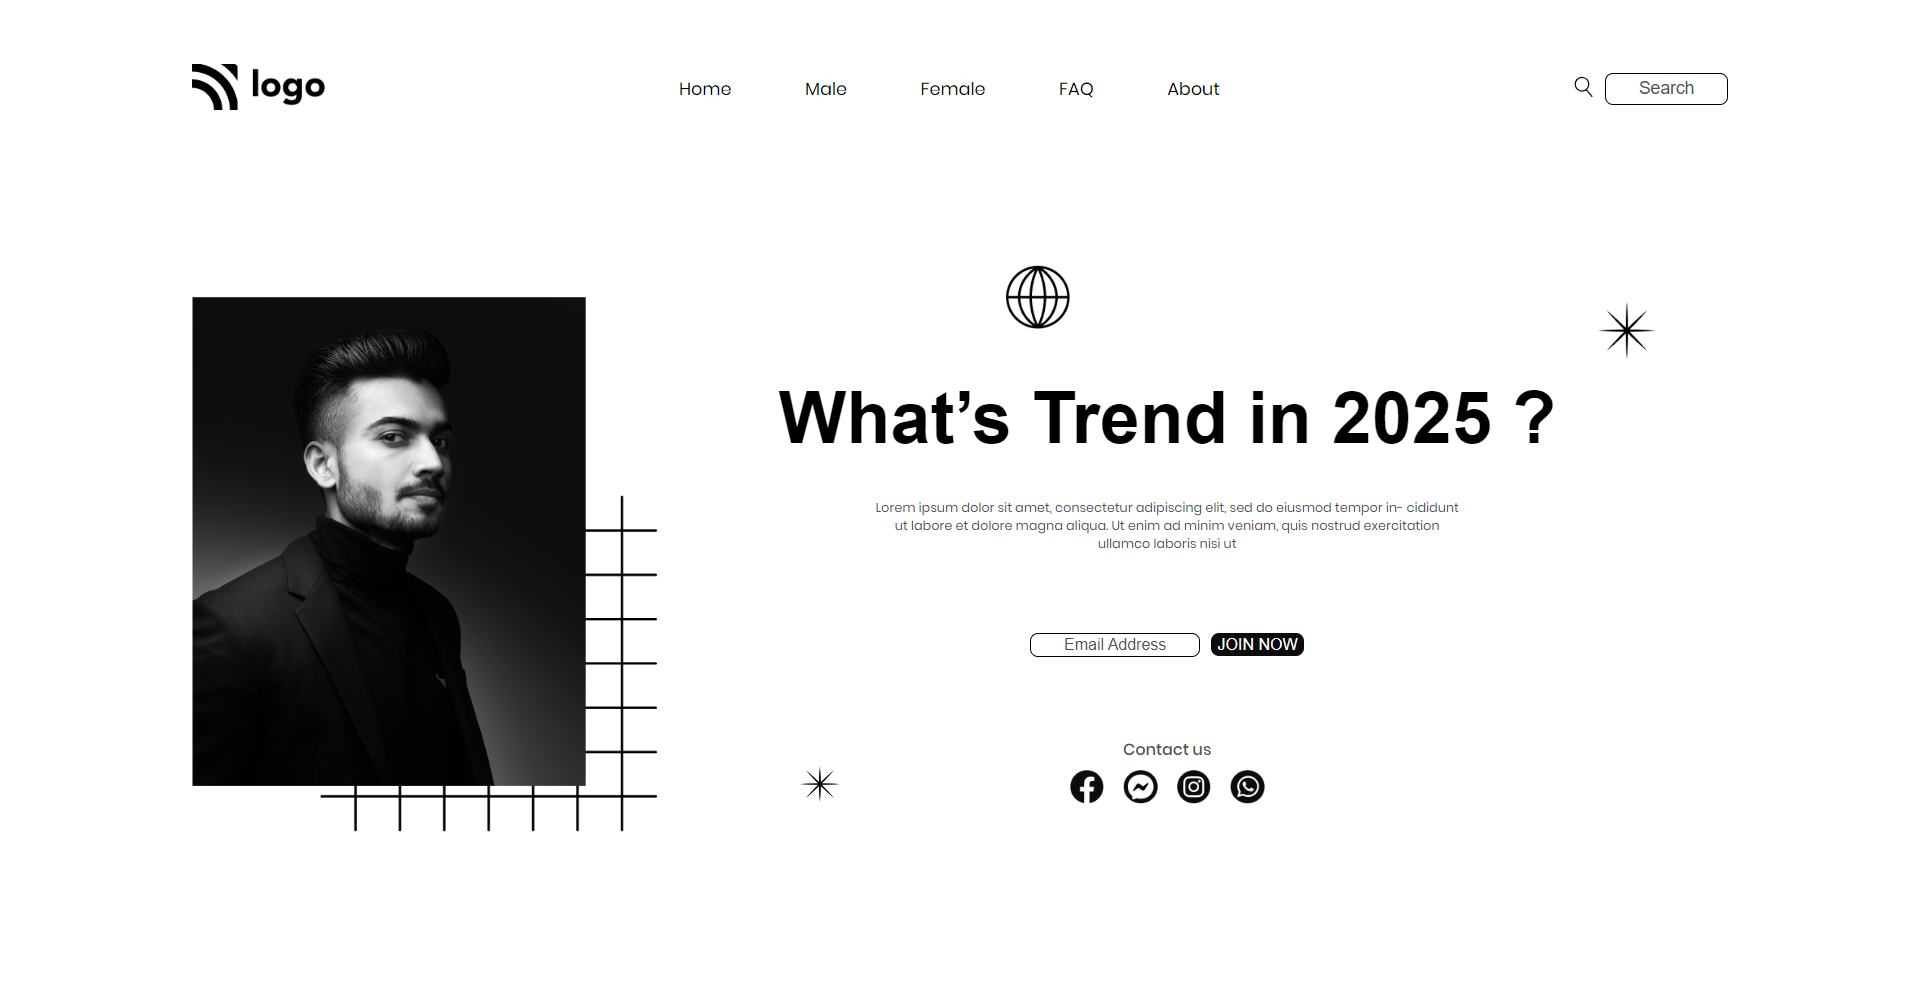 logo
Home Male Female FAQ About
Search
What’s Trend in 2025 ?
Lorem ipsum dolor sit amet, consectetur adipiscing elit, sed do eiusmod tempor in- cididunt
ut labore et dolore magna aliqua. Ut enim ad minim veniam, quis nostrud exercitation
ullamco laboris nisi ut
Email Address
JOIN NOW
Contact us